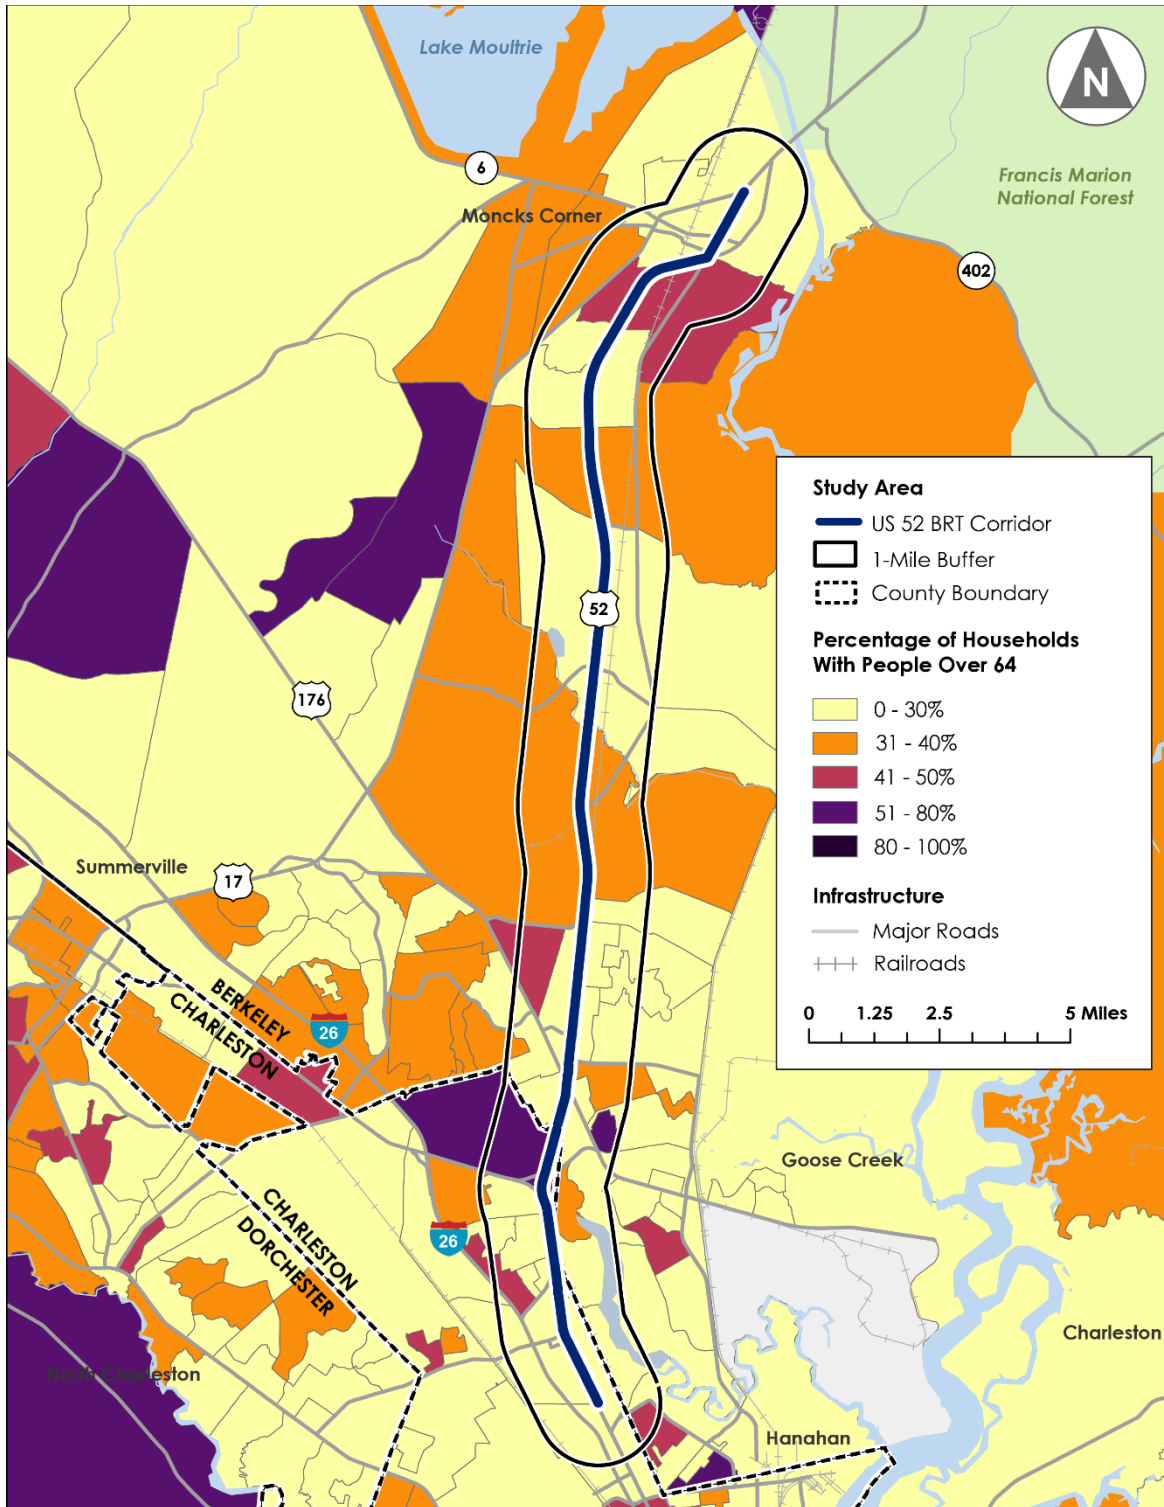 Lake Moultrie
N
6
Francis Marion
National Forest
Moncks Corner
402
Study Area
US 52 BRT Corridor
1-Mile Buffer
County Boundary
52
Percentage of Households
With People Over 64
176
0 - 30%
31 - 40%
41 - 50%
51 - 80%
80 - 100%
Summerville
17
Infrastructure
Major Roads
Railroads
BERKELEY
CHARLESTON
26
0 1.25 2.5 5 Miles
Goose Creek
CHARLESTON
DORCHESTER
26
Charleston
North Charleston
Hanahan